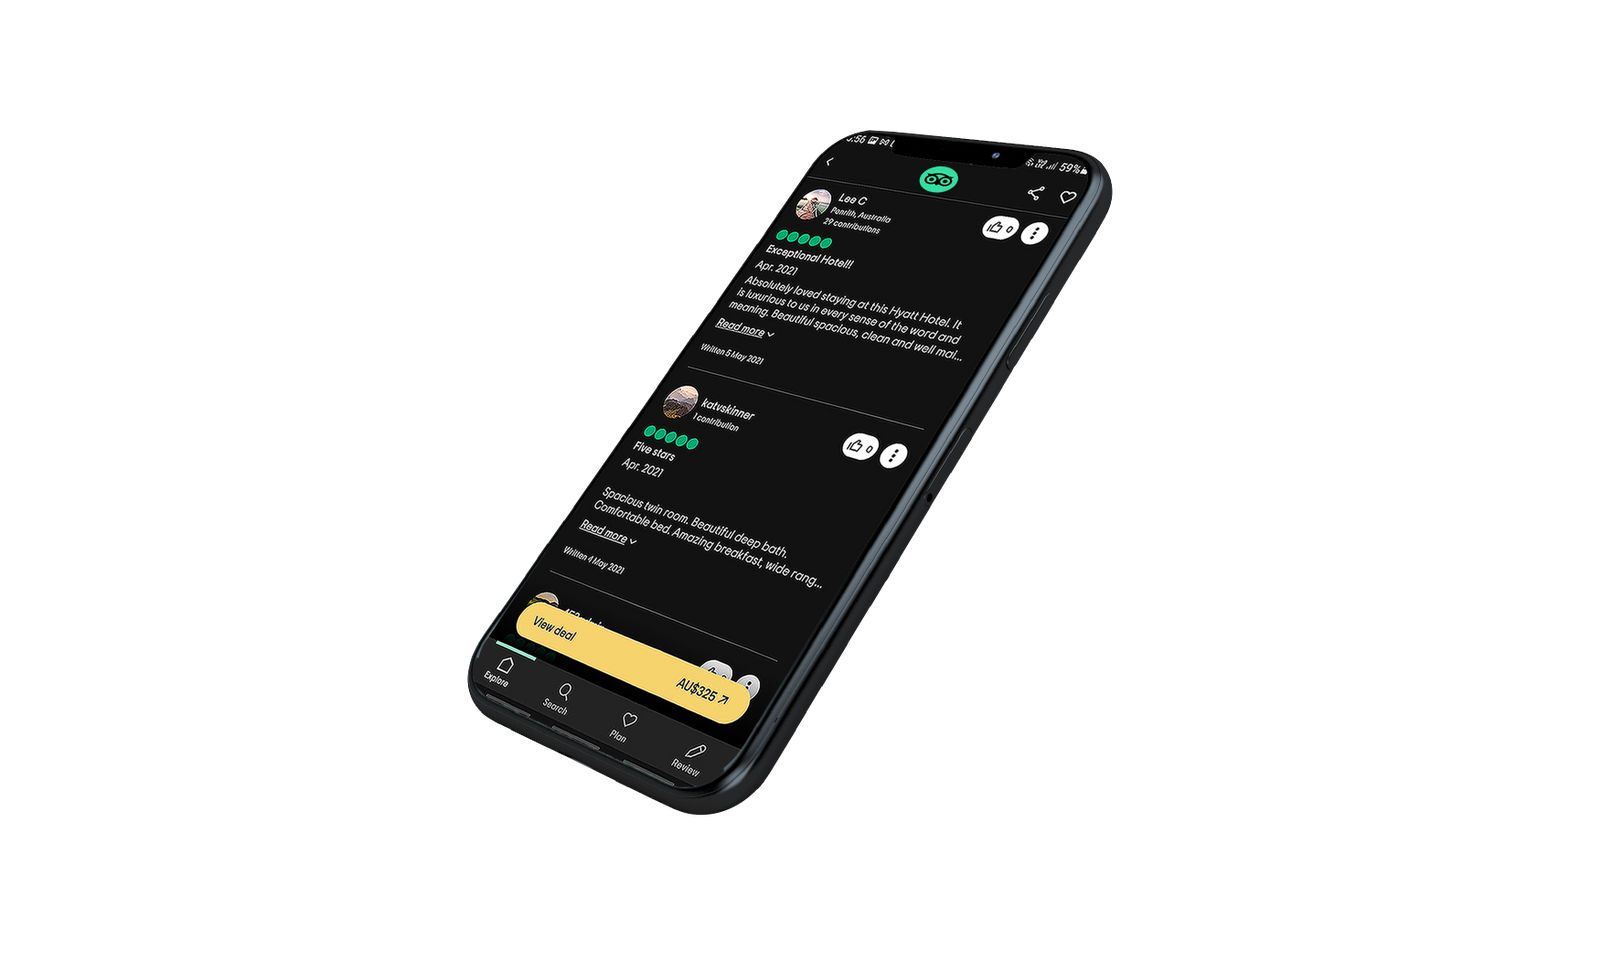 :56
59%
Lee C
Penrith, Australia
29 contributions
0
Exceptional Hotel!!
Apr. 2021
Absolutely loved staying at this Hyatt Hotel. It
is luxurious to us in every sense of the word and
meaning. Beautiful spacious, clean and well mai...
Read more
Written 5 May 2021
katvskinner
1 contribution
0
Five stars
Apr. 2021
Spacious twin room. Beautiful deep bath.
Comfortable bed. Amazing breakfast, wide rang...
Read more
Written 4 May 2021
View deal
AU$325
Explore
Search
Plan
Review